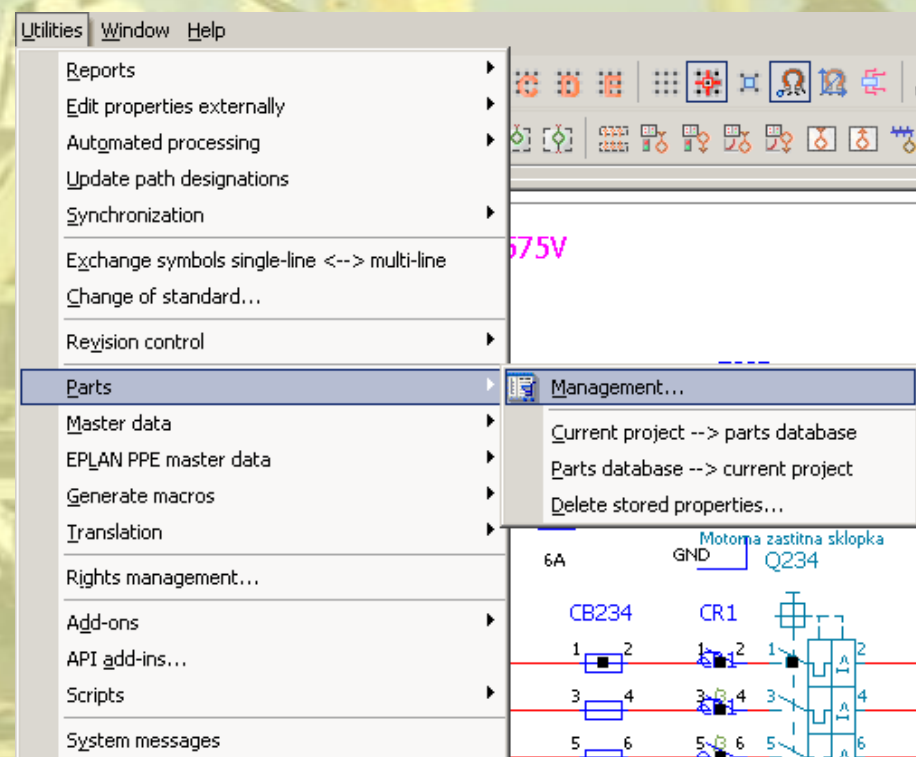 Utilities Window Help
Reports
Edit properties externally
Automated processing
Update path designations
Synchronization
Exchange symbols single-line <--> multi-line
Change of standard...
Revision control
Parts
Master data
EPLAN PPE master data
Generate macros
Translation
Rights management...
Add-ons
API add-ins...
Scripts
System messages
C D E
575V
Management...
Current project --> parts database
Parts database --> current project
Delete stored properties...
Motorna zastitna sklopka
6A GND Q234
CB234 CR1
1 2 1 2 1 2
3 4 3 4 3 4
5 6 5 6 5 6